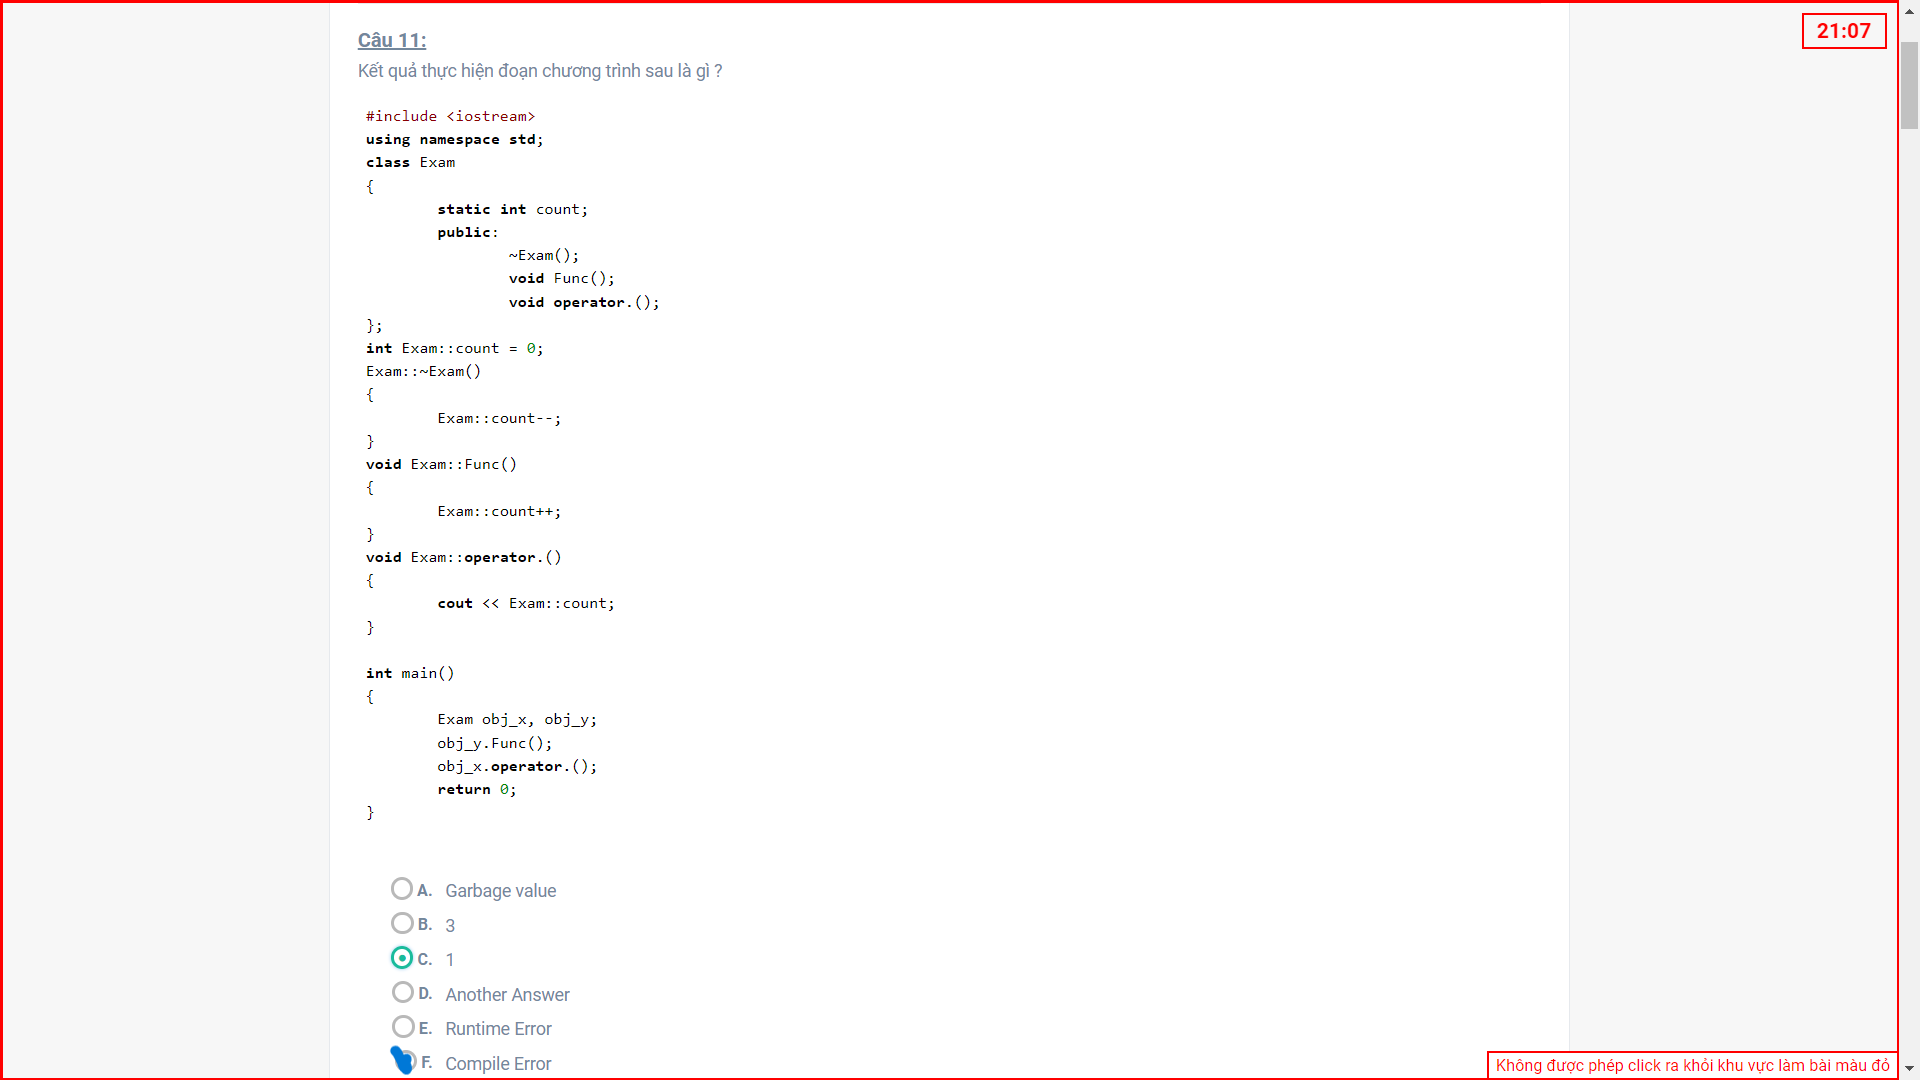 21:07
Câu 11:
Kết quả thực hiện đoạn chương trình sau là gì ?
#include <iostream>
using namespace std;
class Exam
{
static int count;
public:
~Exam();
void Func();
void operator.();
};
int Exam::count = 0;
Exam::~Exam()
{
Exam::count--;
}
void Exam::Func()
{
Exam::count++;
}
void Exam::operator.()
{
cout << Exam::count;
}
int main()
{
Exam obj_x, obj_y;
obj_y.Func();
obj_x.operator.();
return 0;
}
A. Garbage value
B. 3
C. 1
D. Another Answer
E. Runtime Error
F. Compile Error
Không được phép click ra khỏi khu vực làm bài màu đỏ